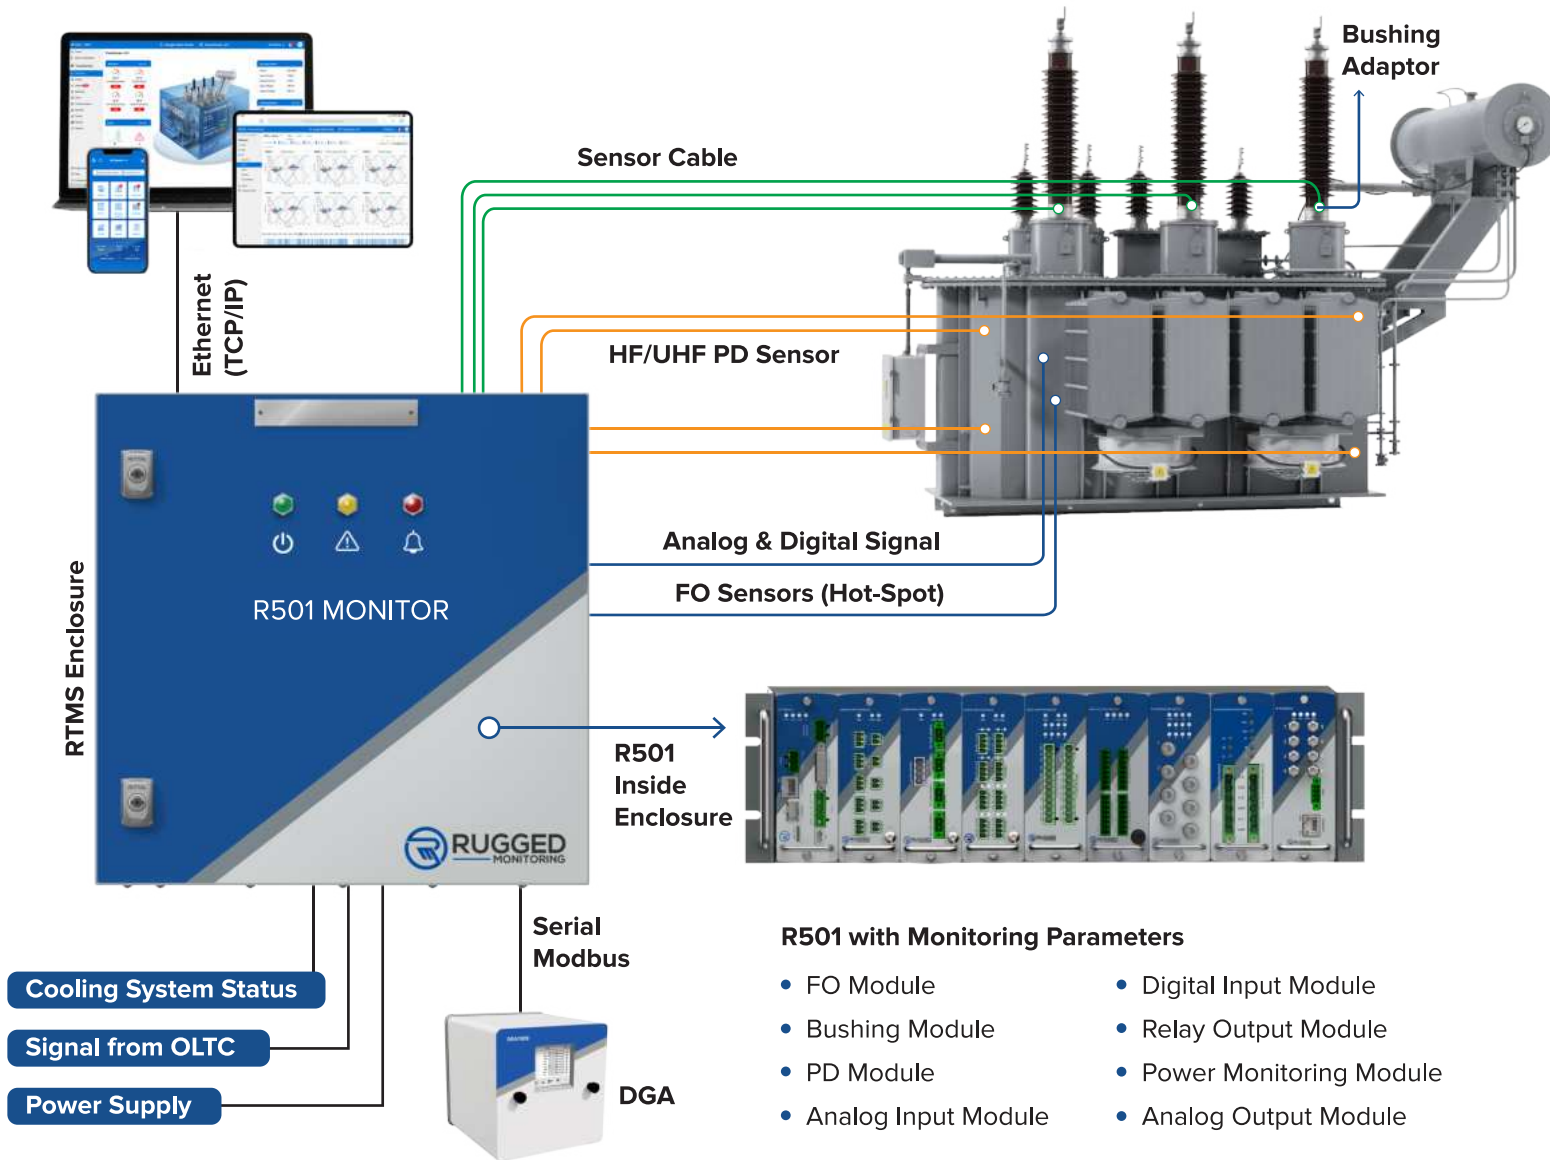 Bushing
Adaptor
Sensor Cable
Ethernet
(TCP/IP)
HF/UHF PD Sensor
Analog & Digital Signal
FO Sensors (Hot-Spot)
RTMS Enclosure
R501 MONITOR
R501
Inside
Enclosure
RUGGED
MONITORING
Serial
Modbus
Cooling System Status
Signal from OLTC
Power Supply
DGA
R501 with Monitoring Parameters
• FO Module
• Bushing Module
• PD Module
• Analog Input Module
• Digital Input Module
• Relay Output Module
• Power Monitoring Module
• Analog Output Module